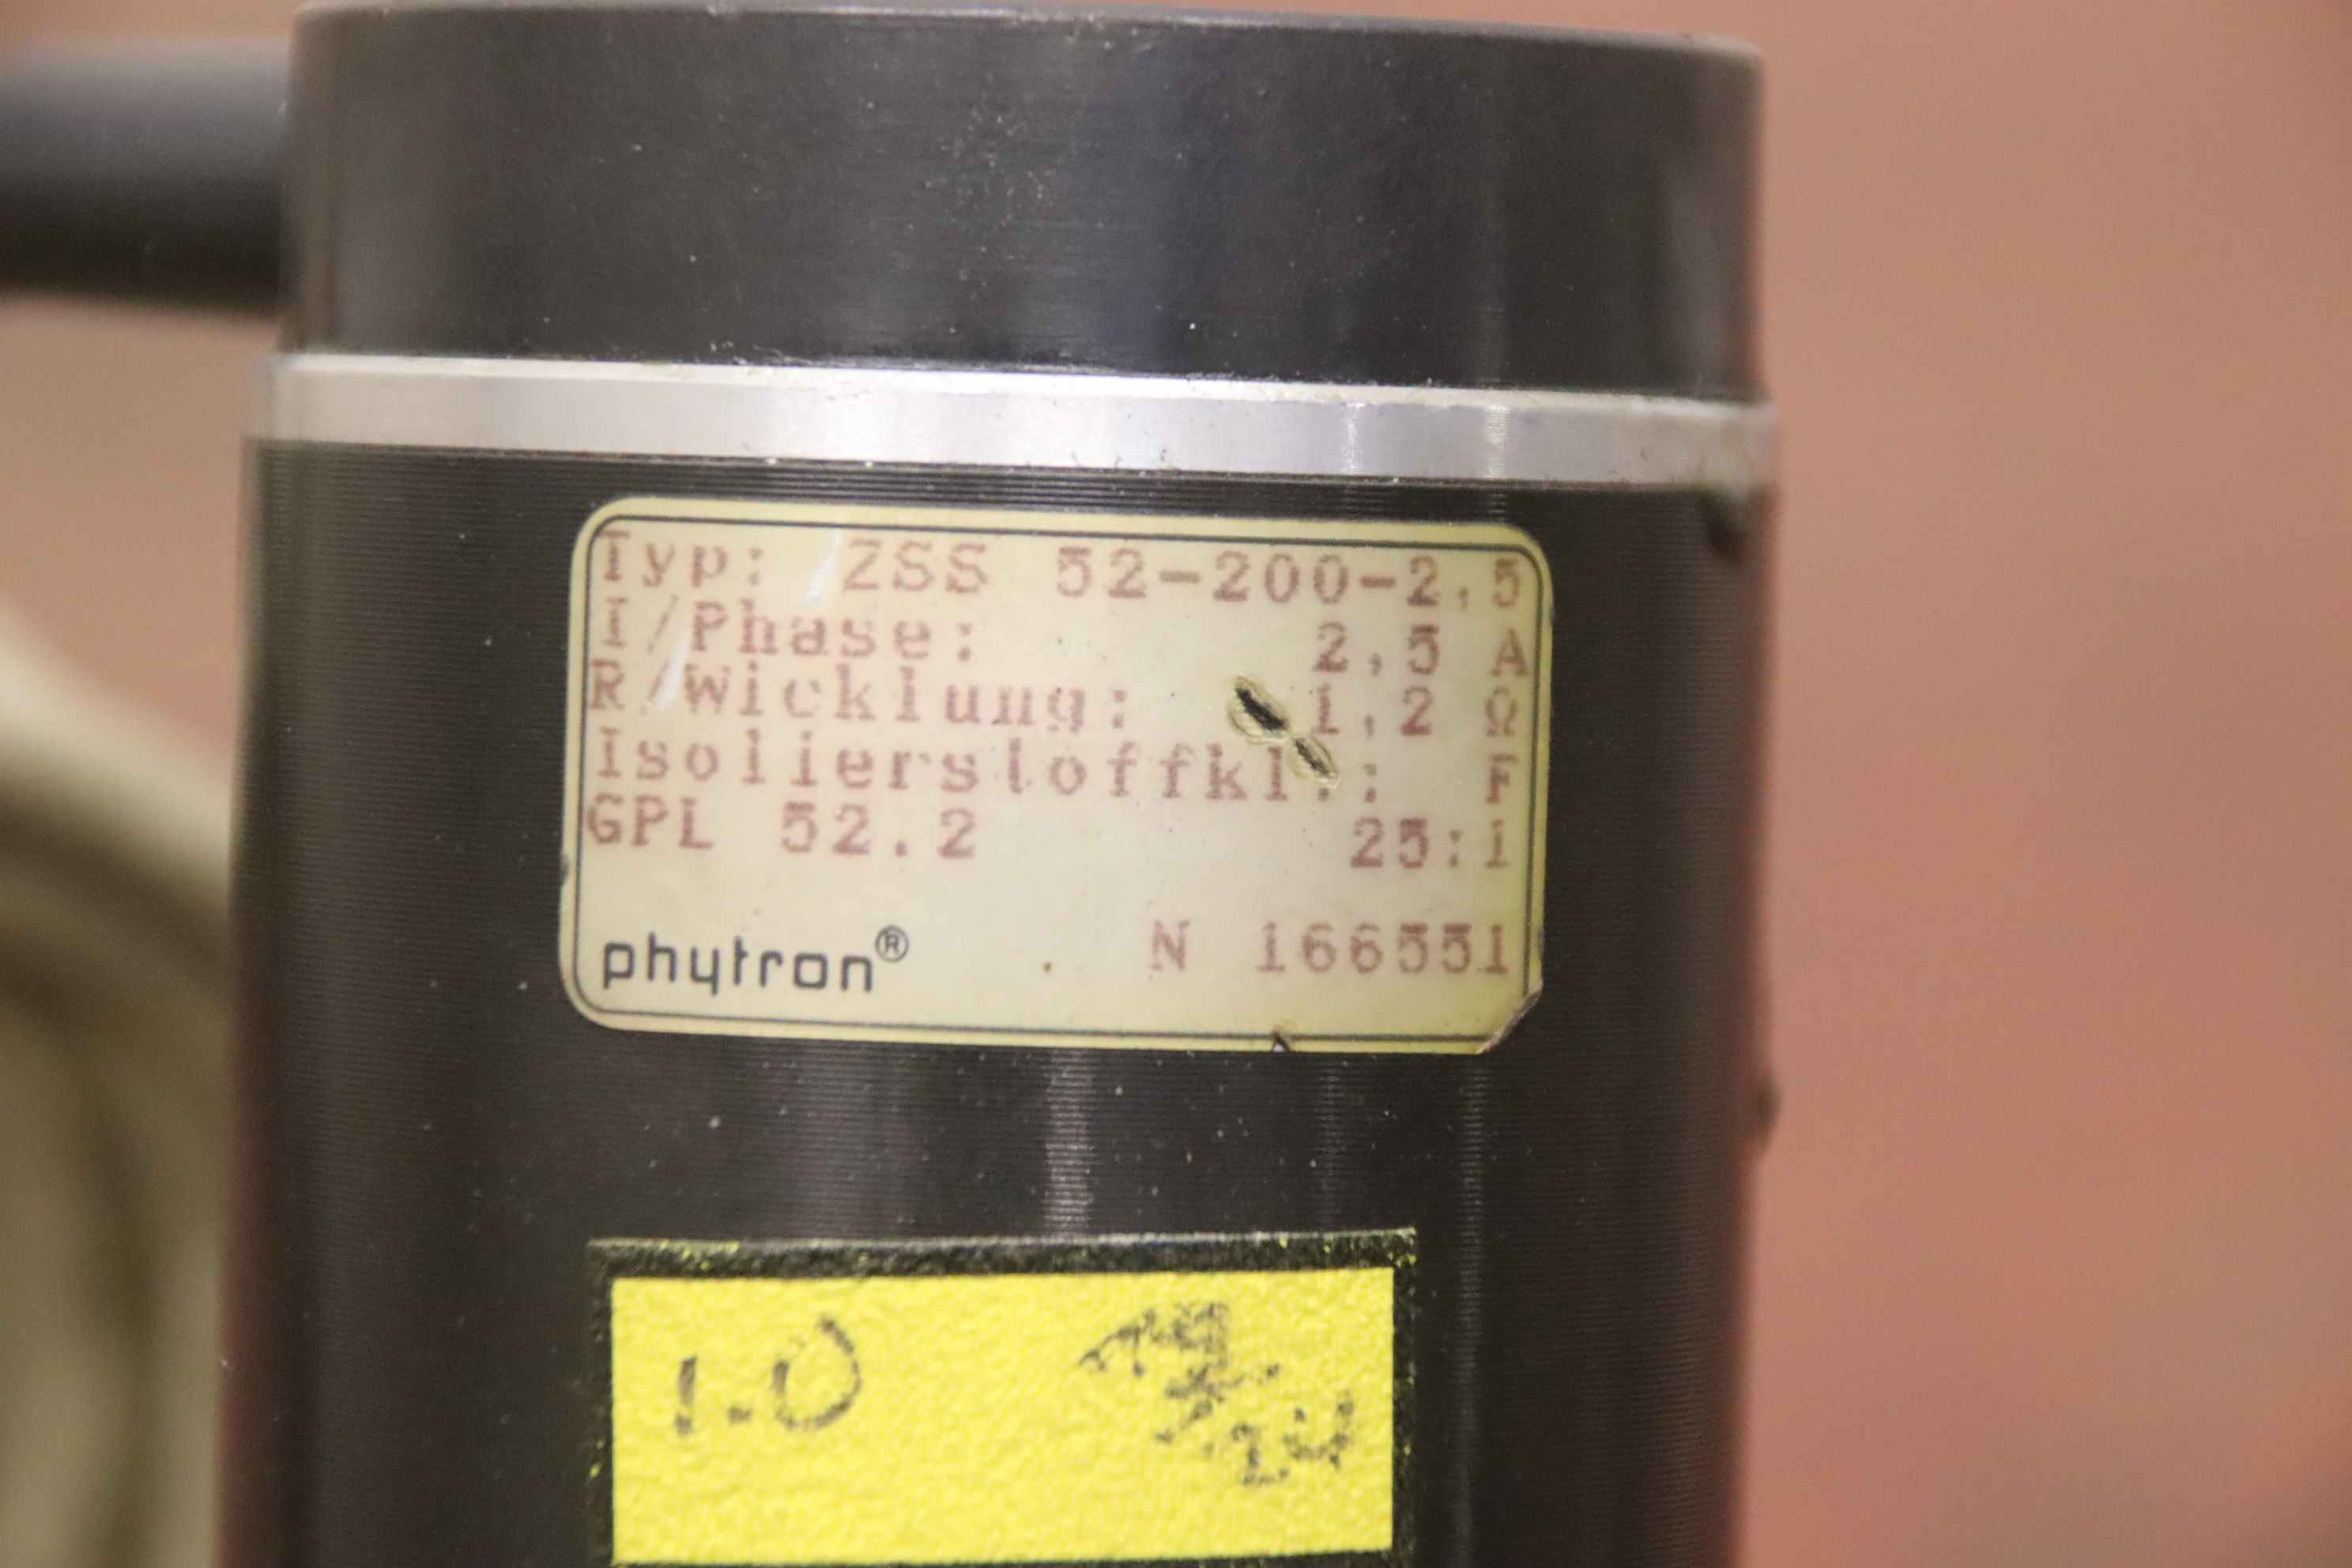 Typ: ZSS 52-200-2,5
I/Phase: 2,5 A
R/Wicklung: 1,2 Ω
Isolierstoffkl.: F
GPL 52.2 25:1
phytron® N 166551
1.0